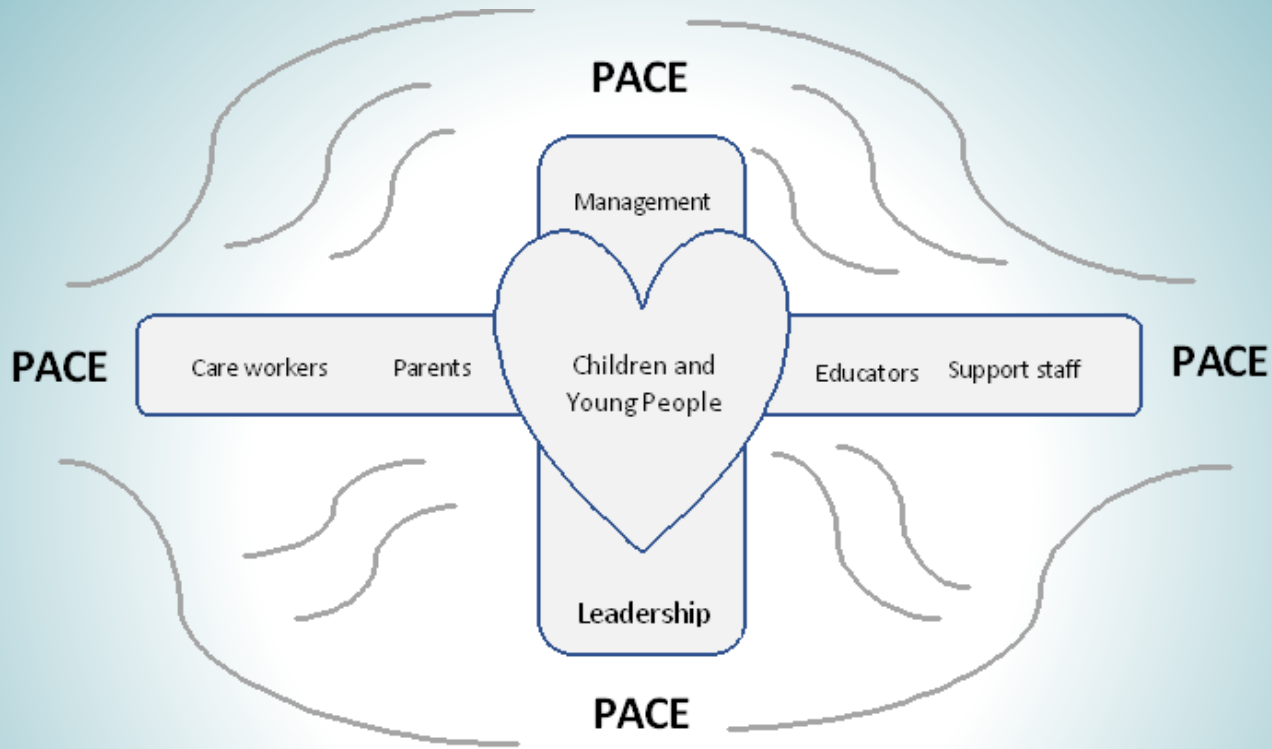 PACE
Management
PACE
Care workers
Parents
Children and
Young People
Educators
Support staff
PACE
Leadership
PACE